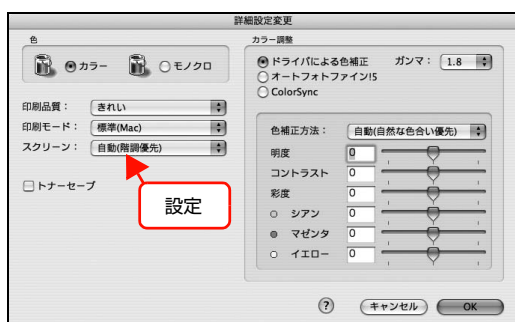 詳細設定変更
色
カラー
モノクロ
印刷品質： きれい
印刷モード： 標準(Mac)
スクリーン： 自動(階調優先)
トナーセーブ
設定
カラー調整
ドライバによる色補正 ガンマ： 1.8
オートフォトファイン!5
ColorSync
色補正方法： 自動(自然な色合い優先)
明度 0
コントラスト 0
彩度 0
シアン 0
マゼンタ 0
イエロー 0
? キャンセル OK